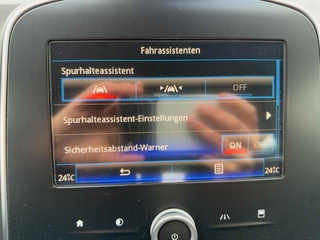 Fahrassistenten
Spurhalteassistent
OFF
Spurhalteassistent-Einstellungen
Sicherheitsabstand-Warner ON
24°C 24°C